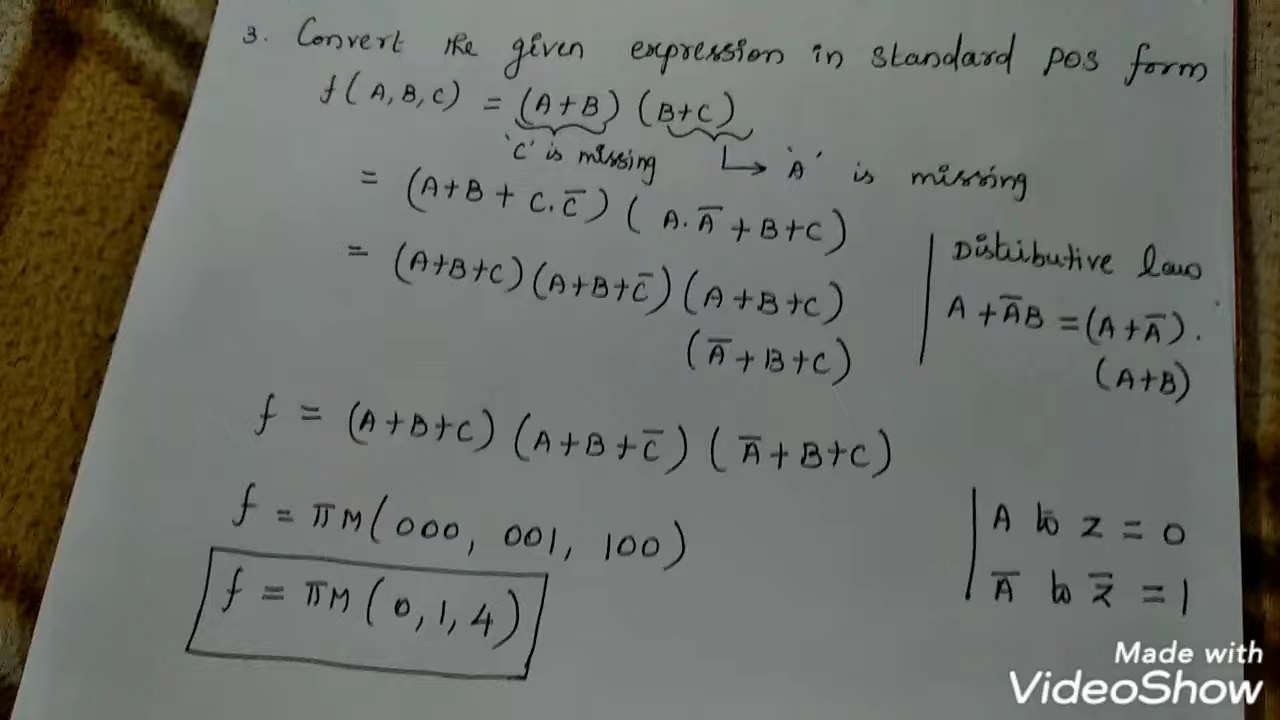 3. Convert the given expression in standard pos form
f(A,B,C) = (A+B) (B+C)
'C' is missing ↳ 'A' is missing
= (A+B + C.C̅) ( A.A̅ + B+C)
= (A+B+C) (A+B+C̅) (A+B+C)
(A̅+B+C)
Distributive law
A + A̅B = (A+A̅).
(A+B)
f = (A+B+C) (A+B+C̅) (A̅+B+C)
f = πM(000, 001, 100)
f = πM(0,1,4)
A to z = 0
A̅ to z̅ = 1
Made with
VideoShow